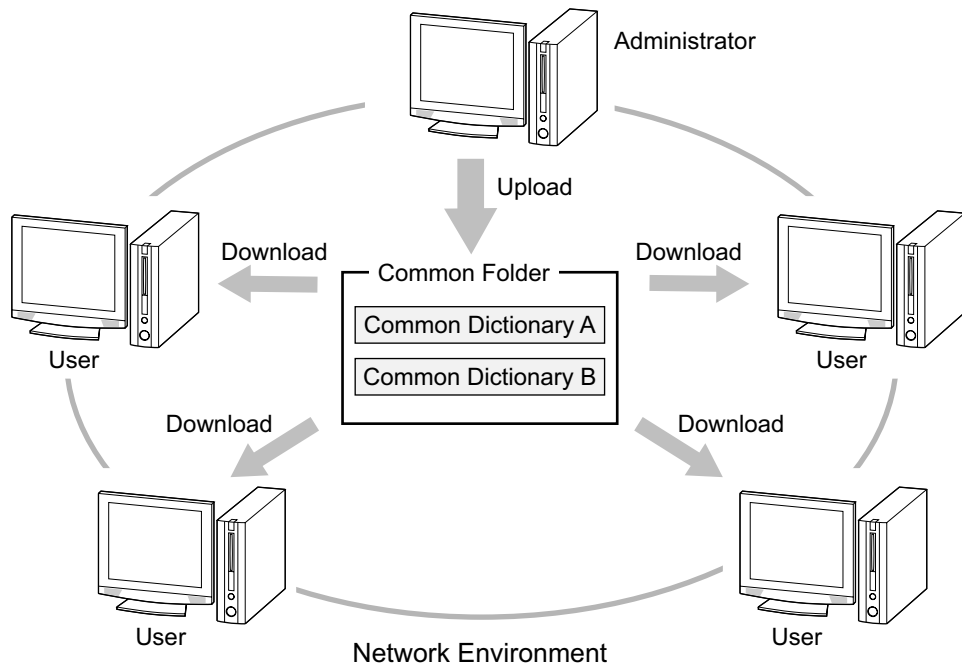 Administrator
Upload
Download
Download
Common Folder
Common Dictionary A
Common Dictionary B
User
User
Download
Download
User
User
Network Environment